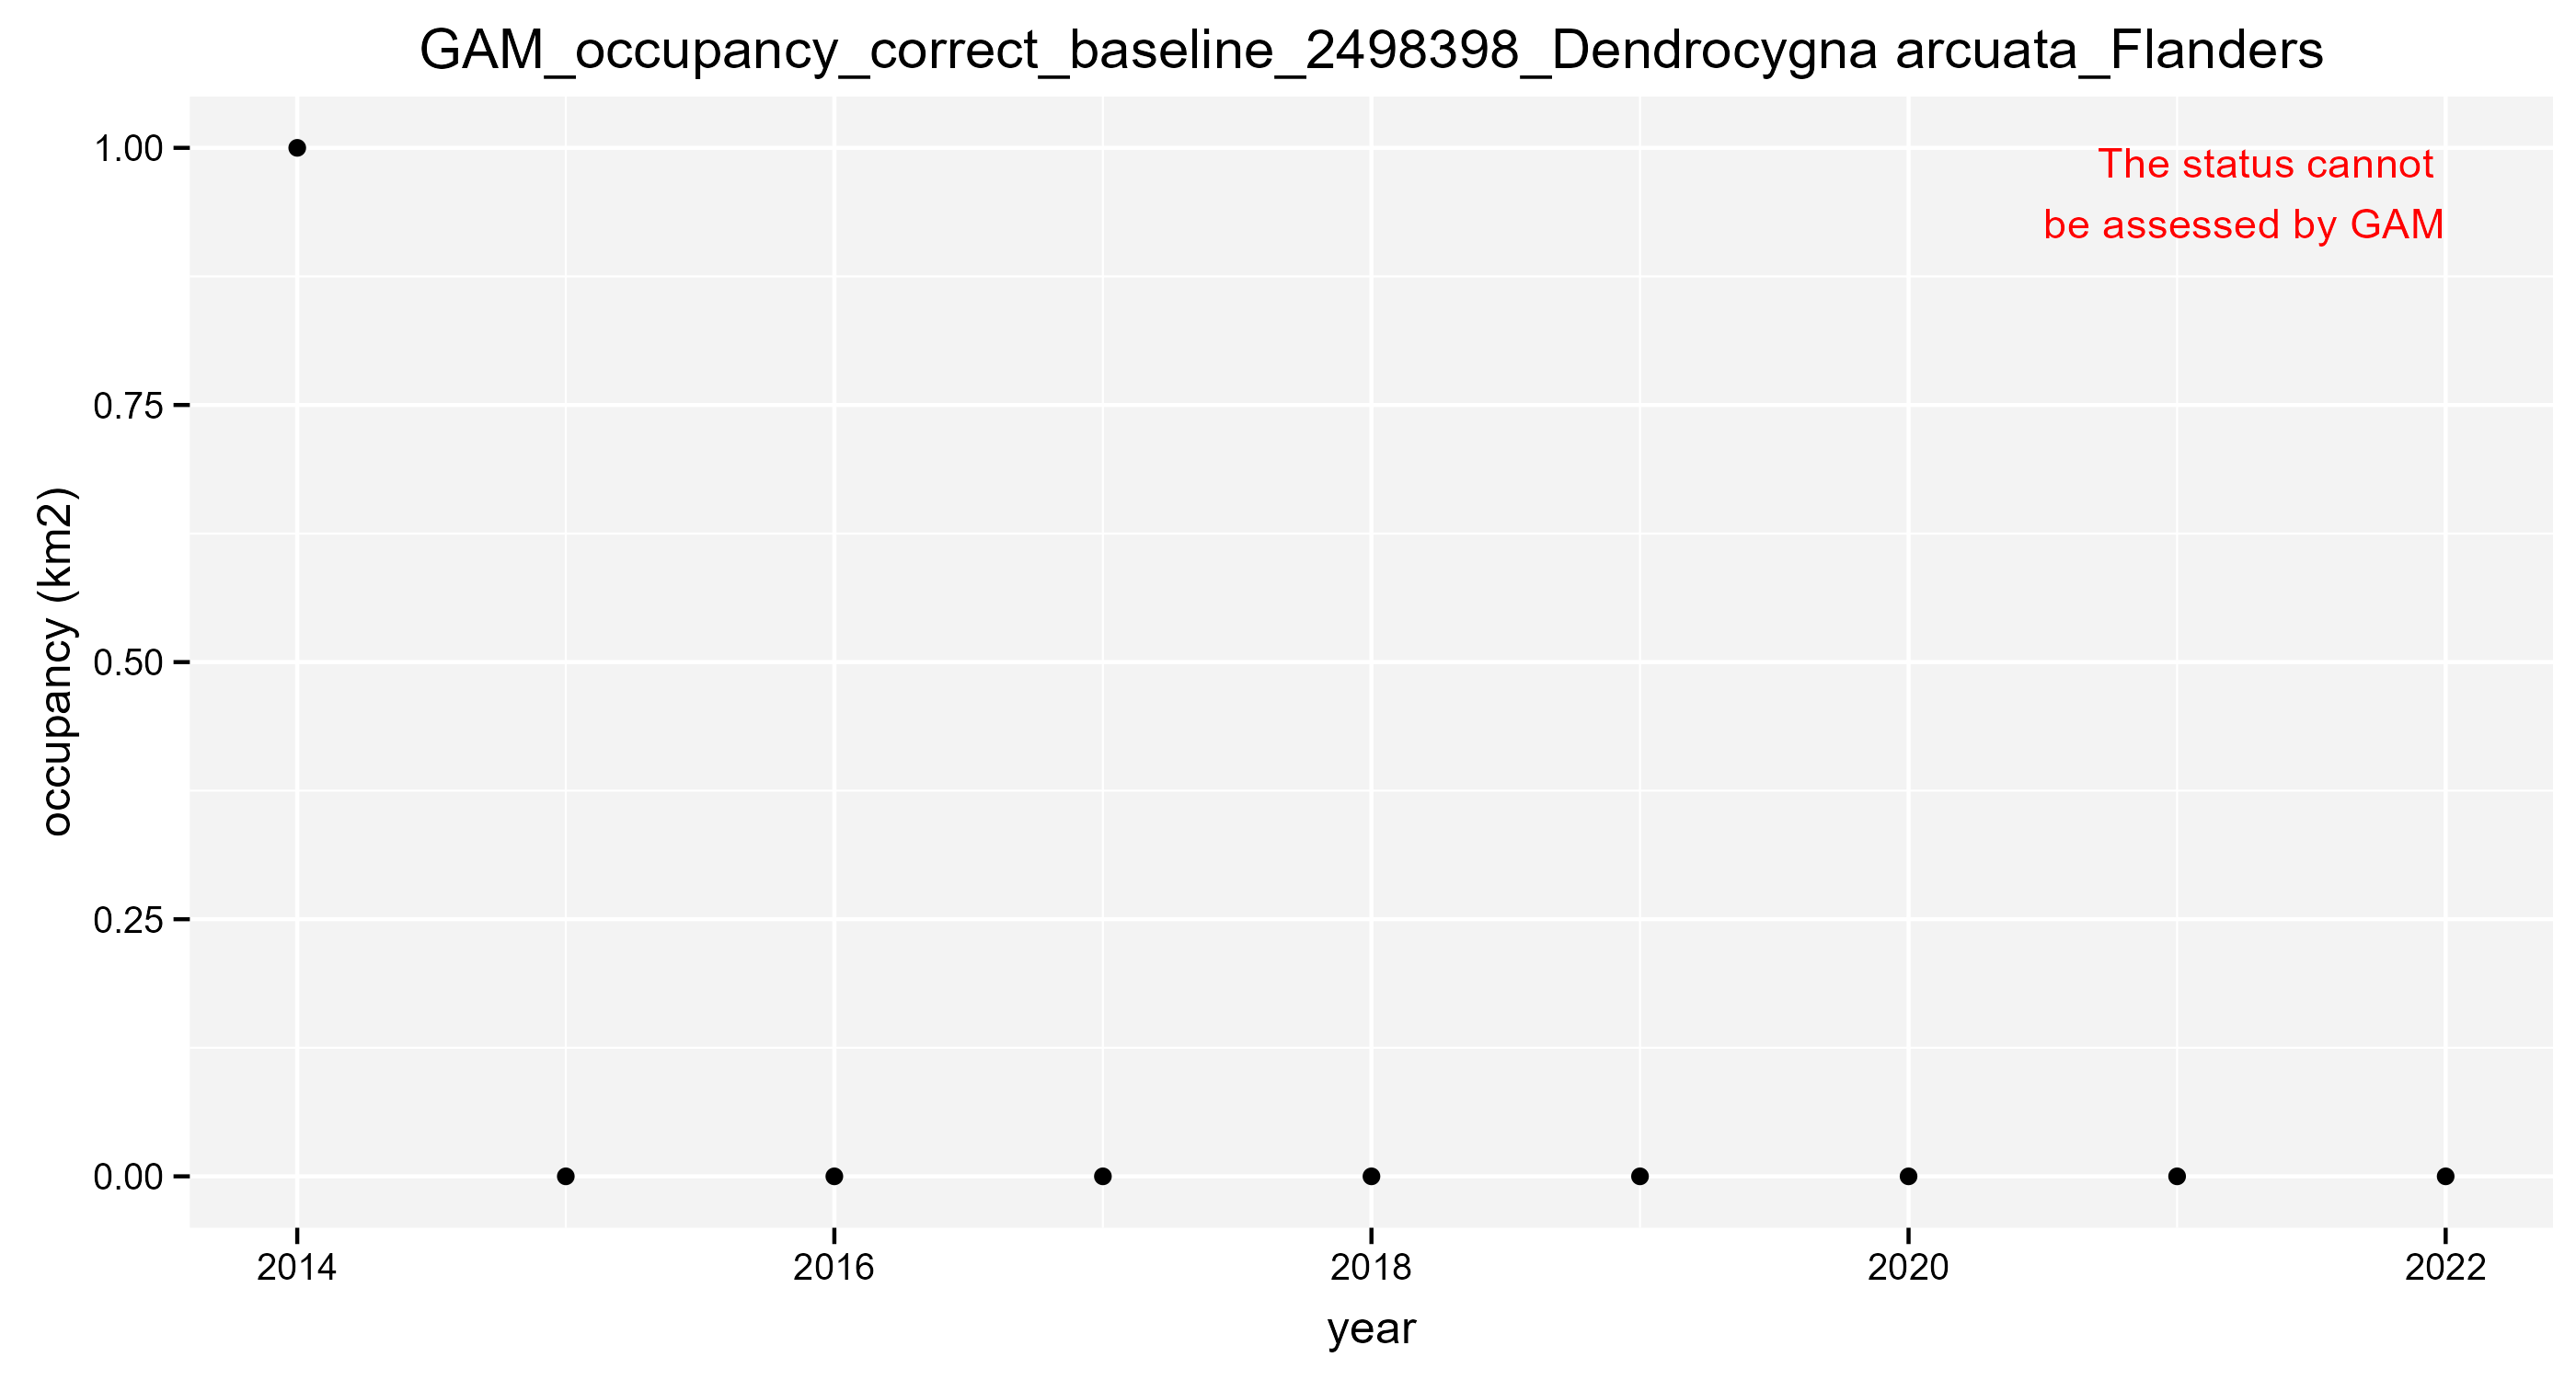 GAM_occupancy_correct_baseline_2498398_Dendrocygna arcuata_Flanders
The status cannot
be assessed by GAM
1.00
0.75
0.50
0.25
0.00
occupancy (km2)
2014 2016 2018 2020 2022
year